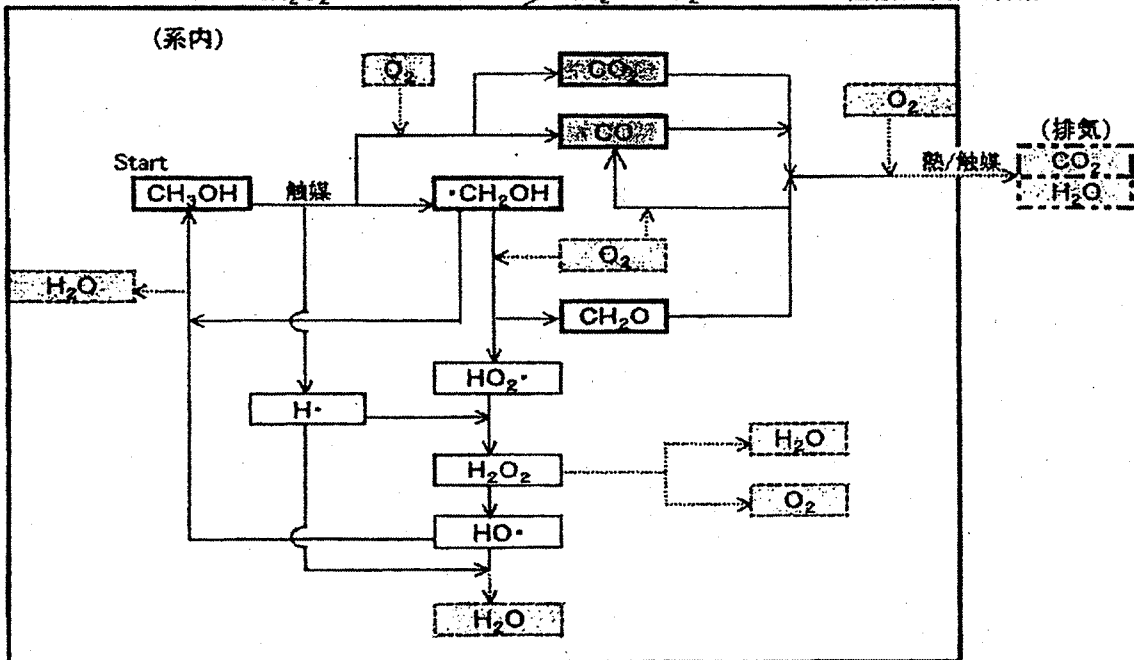 (系内)
O₂
CO₂
CO
O₂
(排気)
熱/触媒
CO₂
H₂O
Start
CH₃OH
触媒
・CH₂OH
O₂
H₂O
CH₂O
HO₂・
H・
H₂O
H₂O₂
O₂
HO・
H₂O